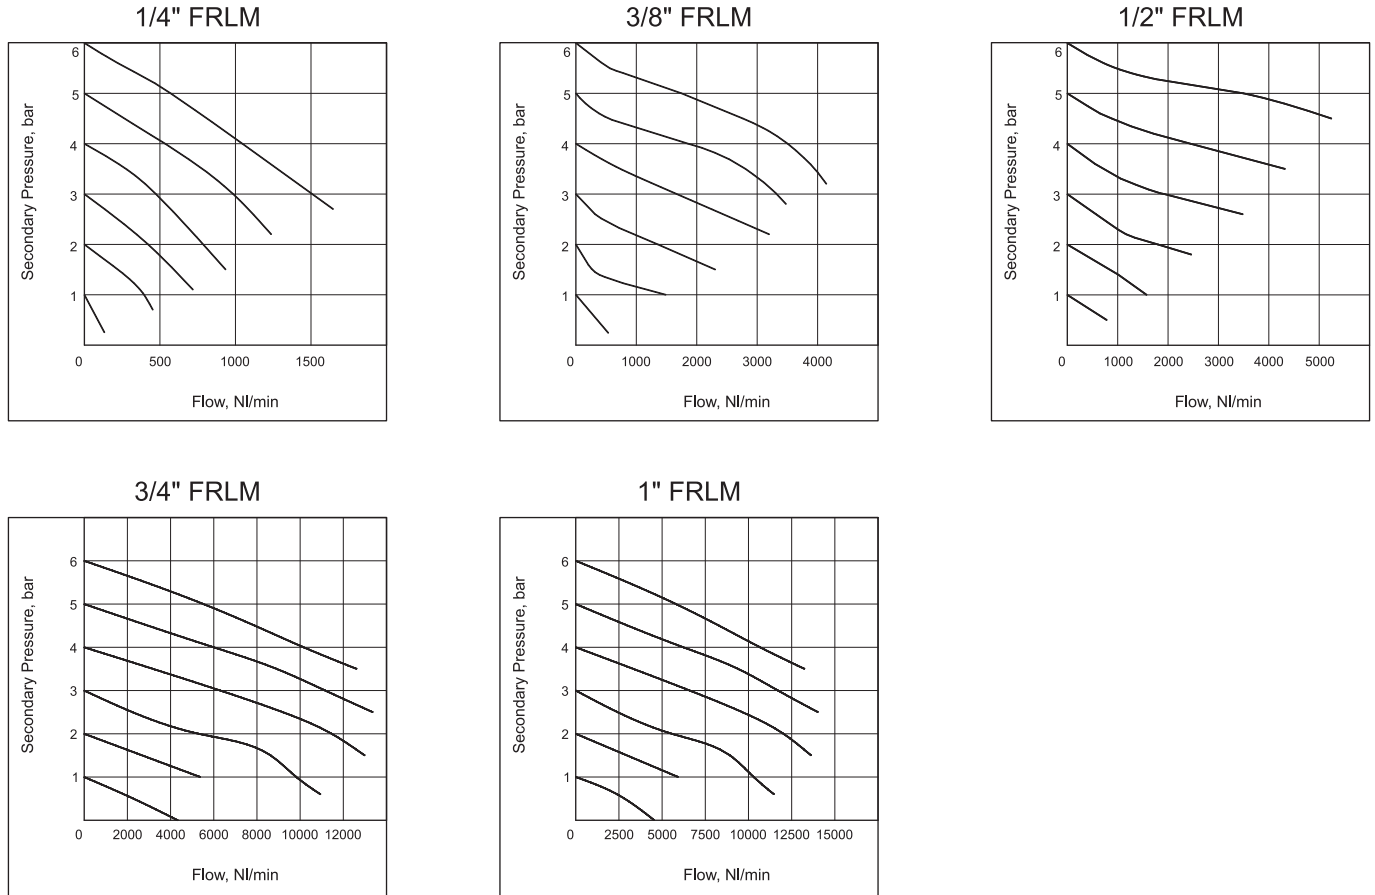 1/4" FRLM
6
5
4
3
2
1
Secondary Pressure, bar
0 500 1000 1500
Flow, Nl/min
3/8" FRLM
6
5
4
3
2
1
Secondary Pressure, bar
0 1000 2000 3000 4000
Flow, Nl/min
1/2" FRLM
6
5
4
3
2
1
Secondary Pressure, bar
0 1000 2000 3000 4000 5000
Flow, Nl/min
3/4" FRLM
6
5
4
3
2
1
Secondary Pressure, bar
0 2000 4000 6000 8000 10000 12000
Flow, Nl/min
1" FRLM
6
5
4
3
2
1
Secondary Pressure, bar
0 2500 5000 7500 10000 12500 15000
Flow, Nl/min